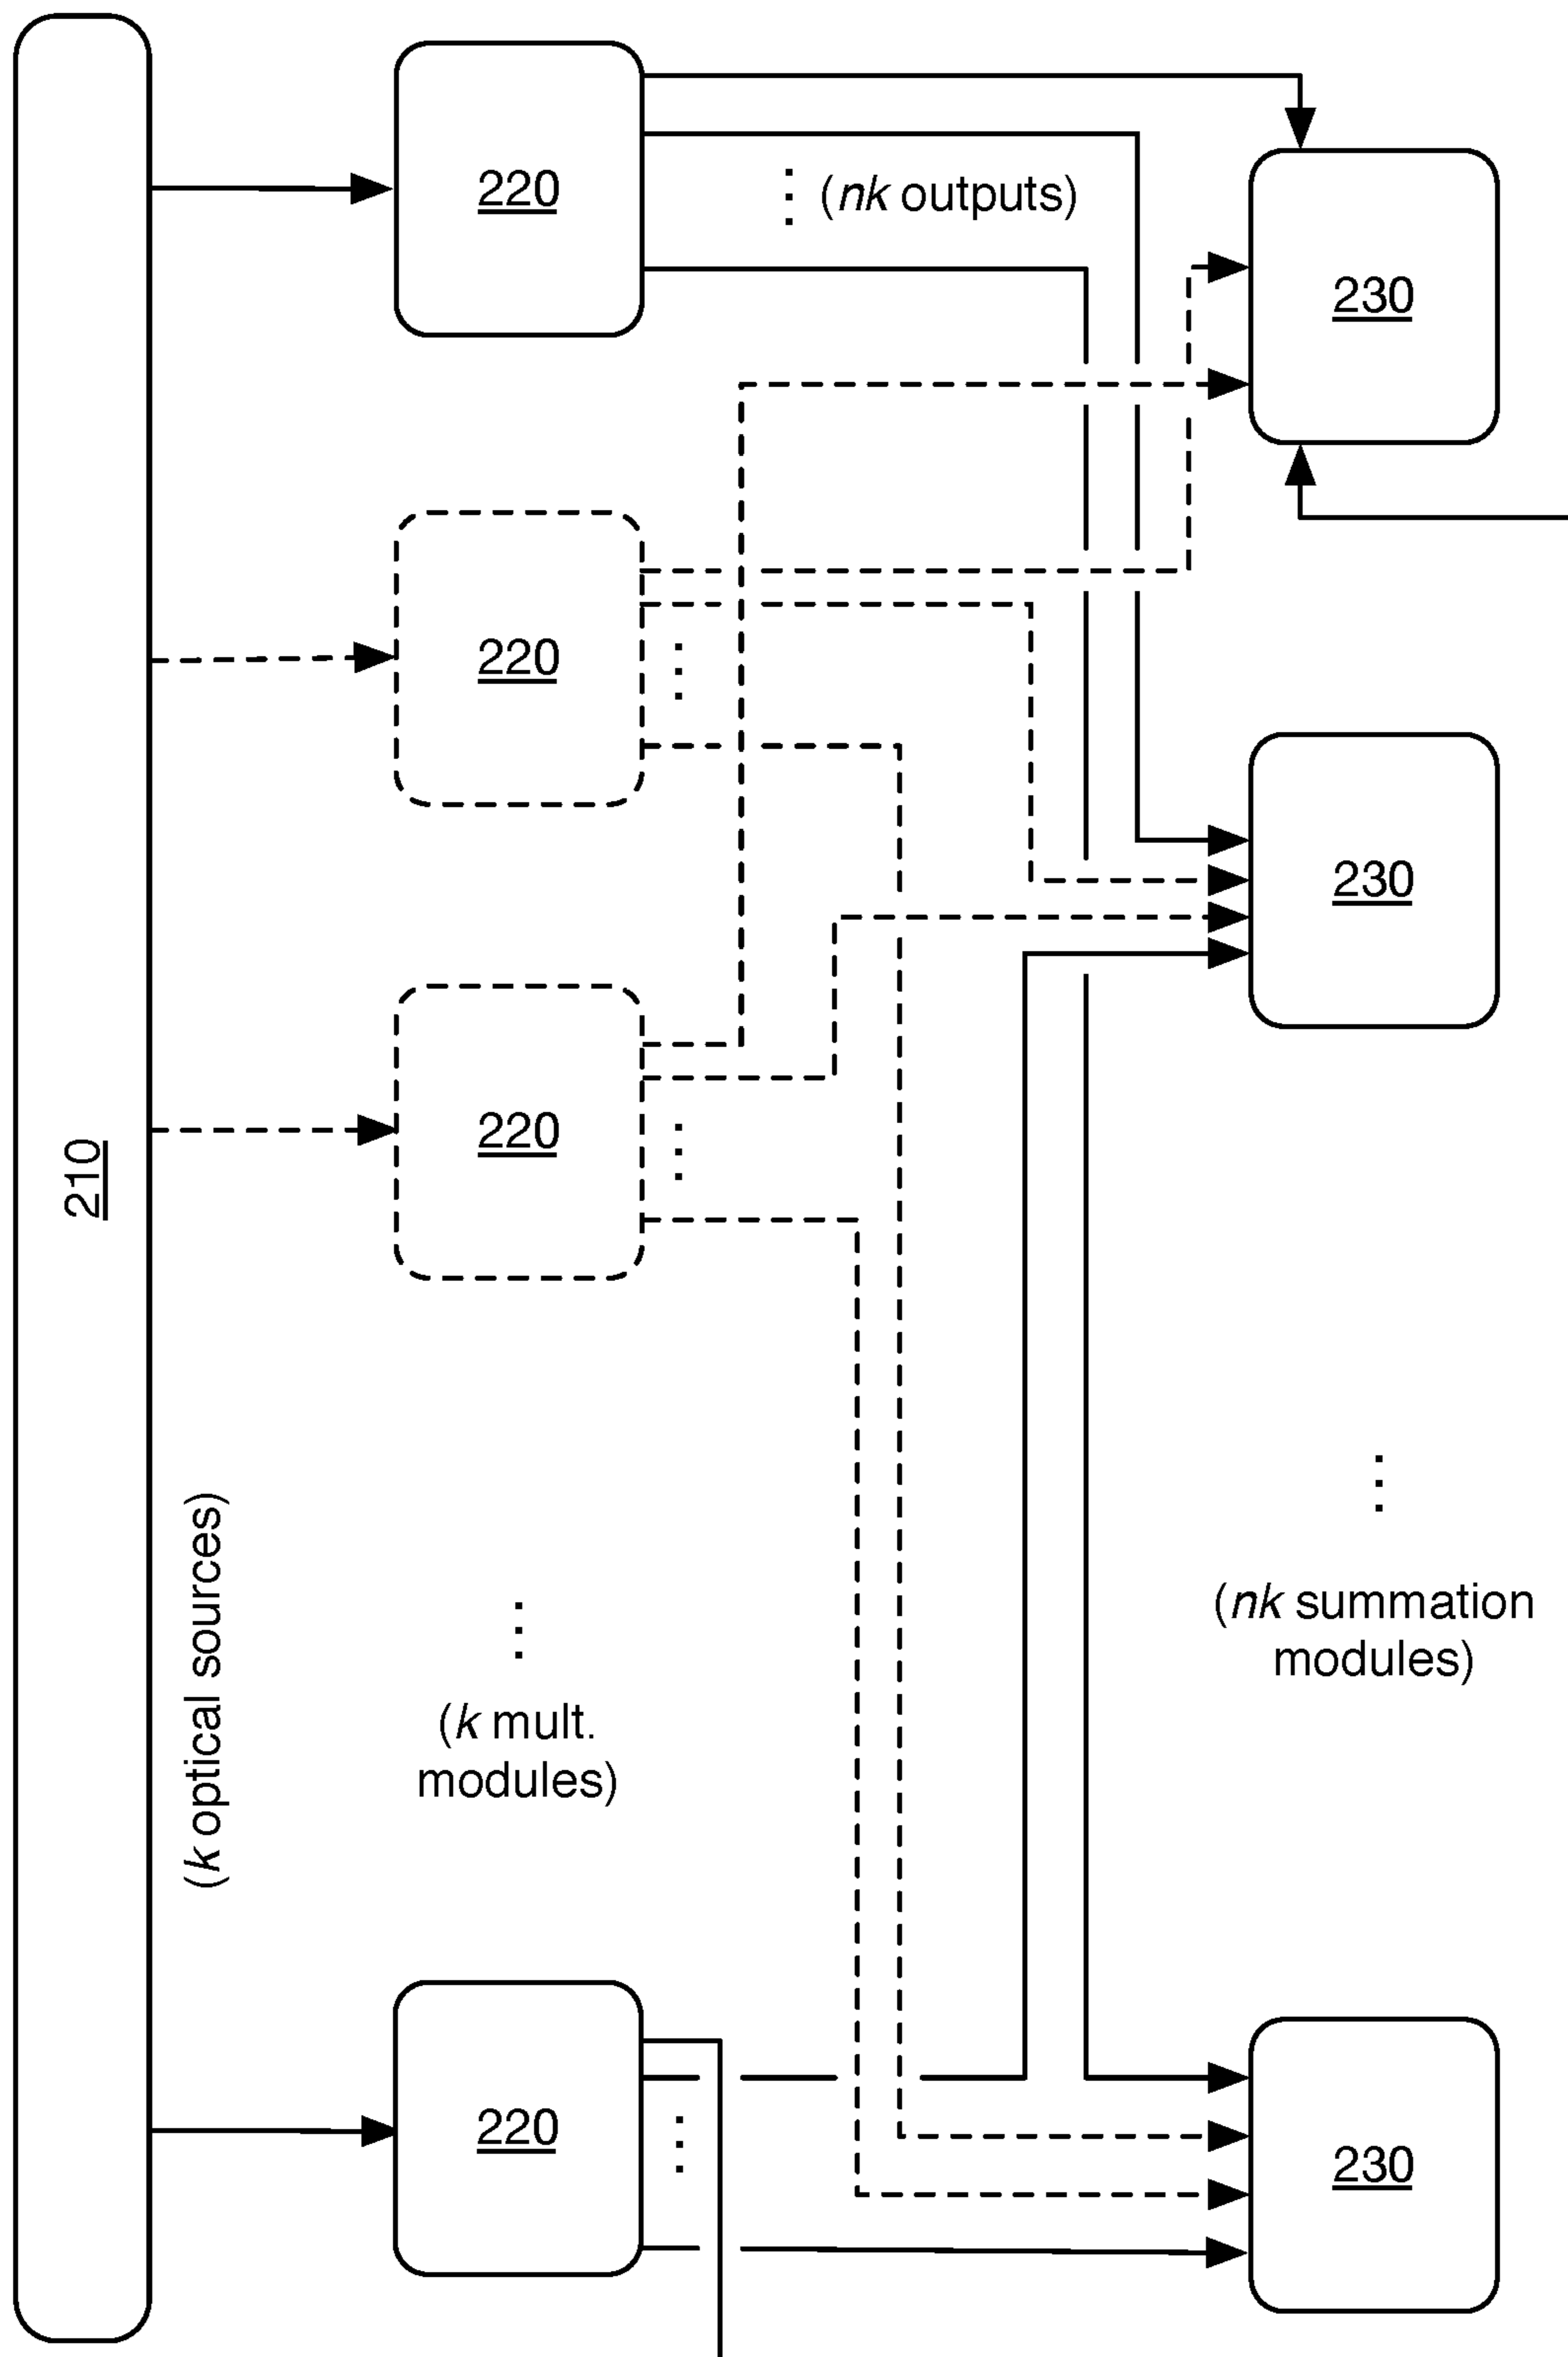 220
⋮ (nk outputs)
230
220
⋮
230
220
⋮
210
(k optical sources)
⋮
(k mult.
modules)
⋮
(nk summation
modules)
220
⋮
230